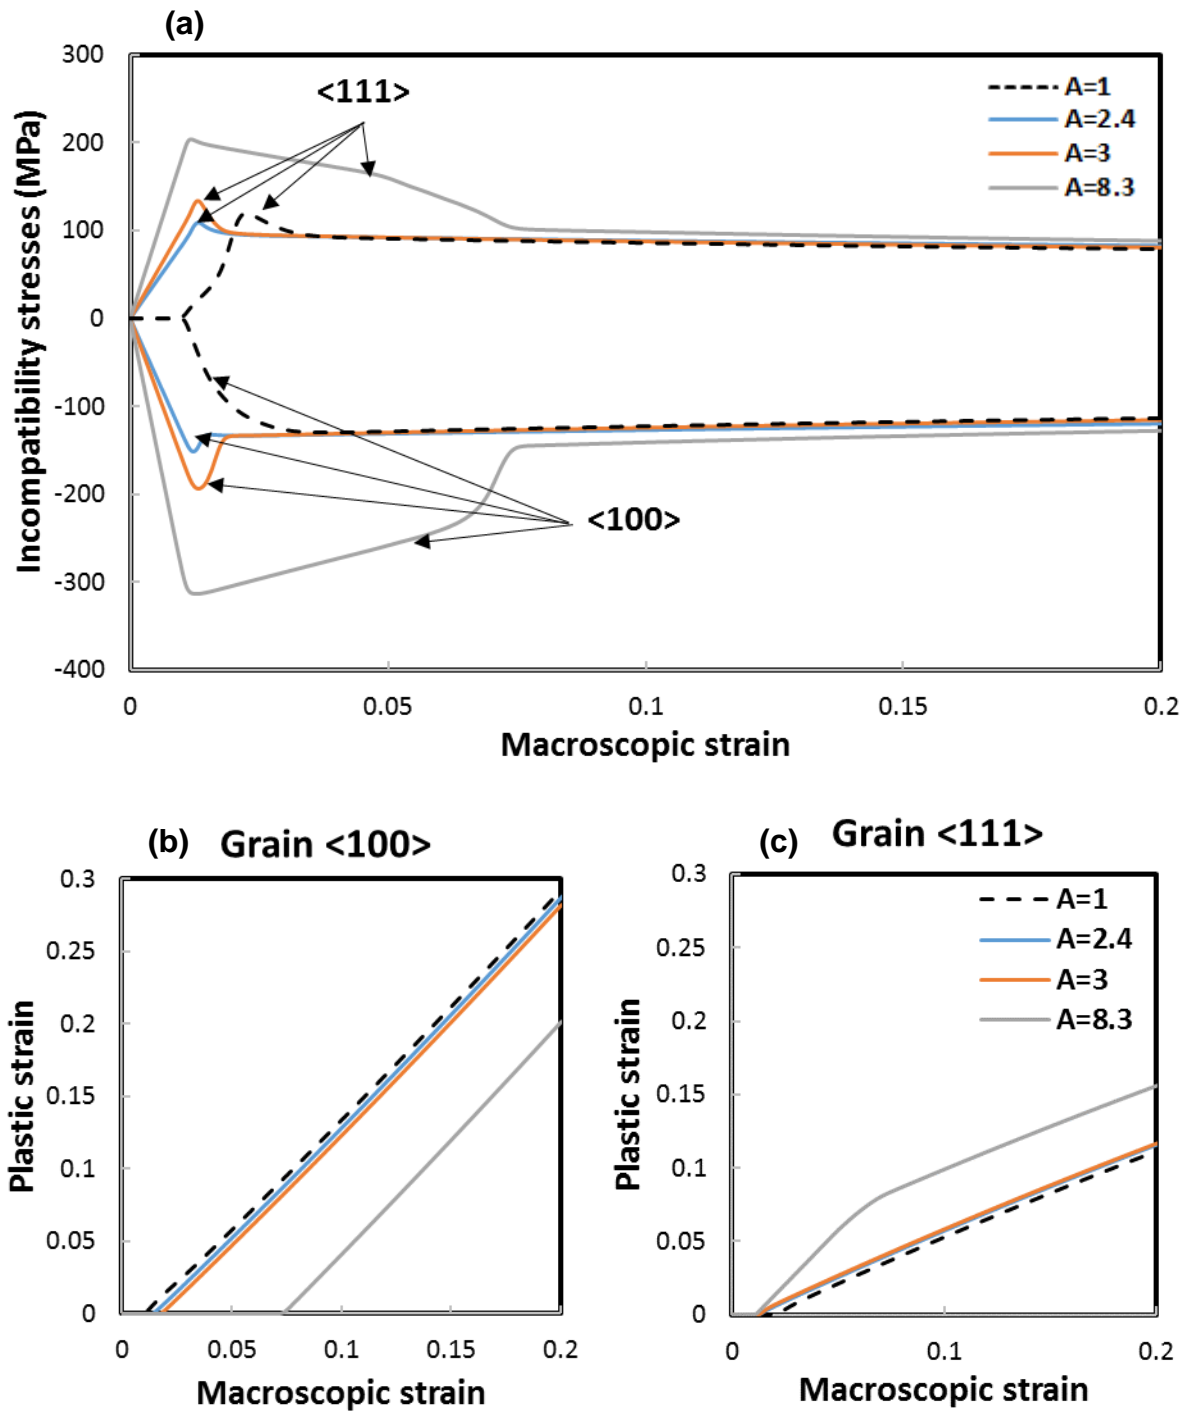 (a)
300
200
100
0
-100
-200
-300
-400
Incompatibility stresses (MPa)
<111>
<100>
A=1
A=2.4
A=3
A=8.3
0
0.05
0.1
0.15
0.2
Macroscopic strain
(b) Grain <100>
0.3
0.25
0.2
0.15
0.1
0.05
0
Plastic strain
0
0.05
0.1
0.15
0.2
Macroscopic strain
(c) Grain <111>
0.3
0.25
0.2
0.15
0.1
0.05
0
Plastic strain
A=1
A=2.4
A=3
A=8.3
0
0.1
0.2
Macroscopic strain